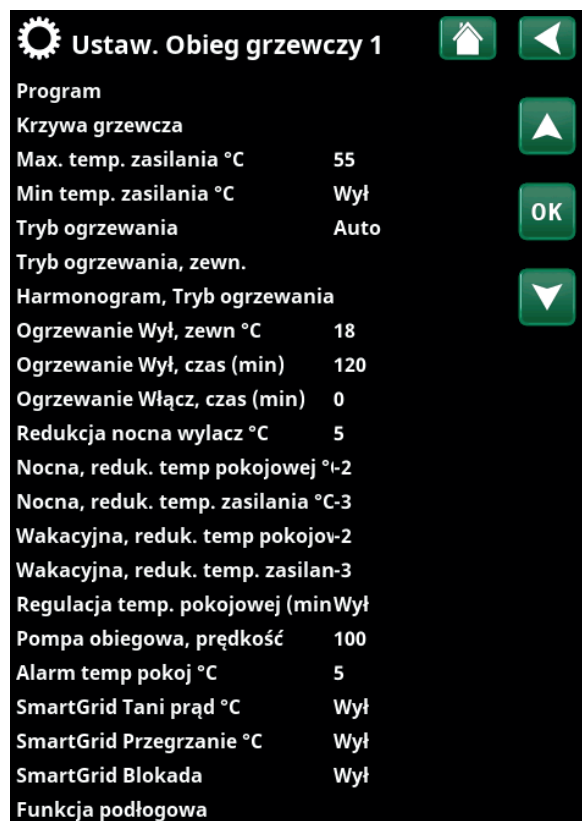 Ustaw. Obieg grzewczy 1
Program
Krzywa grzewcza
Max. temp. zasilania °C 55
Min temp. zasilania °C Wył
Tryb ogrzewania Auto
OK
Tryb ogrzewania, zewn.
Harmonogram, Tryb ogrzewania
Ogrzewanie Wył, zewn °C 18
Ogrzewanie Wył, czas (min) 120
Ogrzewanie Włącz, czas (min) 0
Redukcja nocna wylacz °C 5
Nocna, reduk. temp pokojowej °(-2
Nocna, reduk. temp. zasilania °C-3
Wakacyjna, reduk. temp pokojov-2
Wakacyjna, reduk. temp. zasilan-3
Regulacja temp. pokojowej (min Wył
Pompa obiegowa, prędkość 100
Alarm temp pokoj °C 5
SmartGrid Tani prąd °C Wył
SmartGrid Przegrzanie °C Wył
SmartGrid Blokada Wył
Funkcja podłogowa